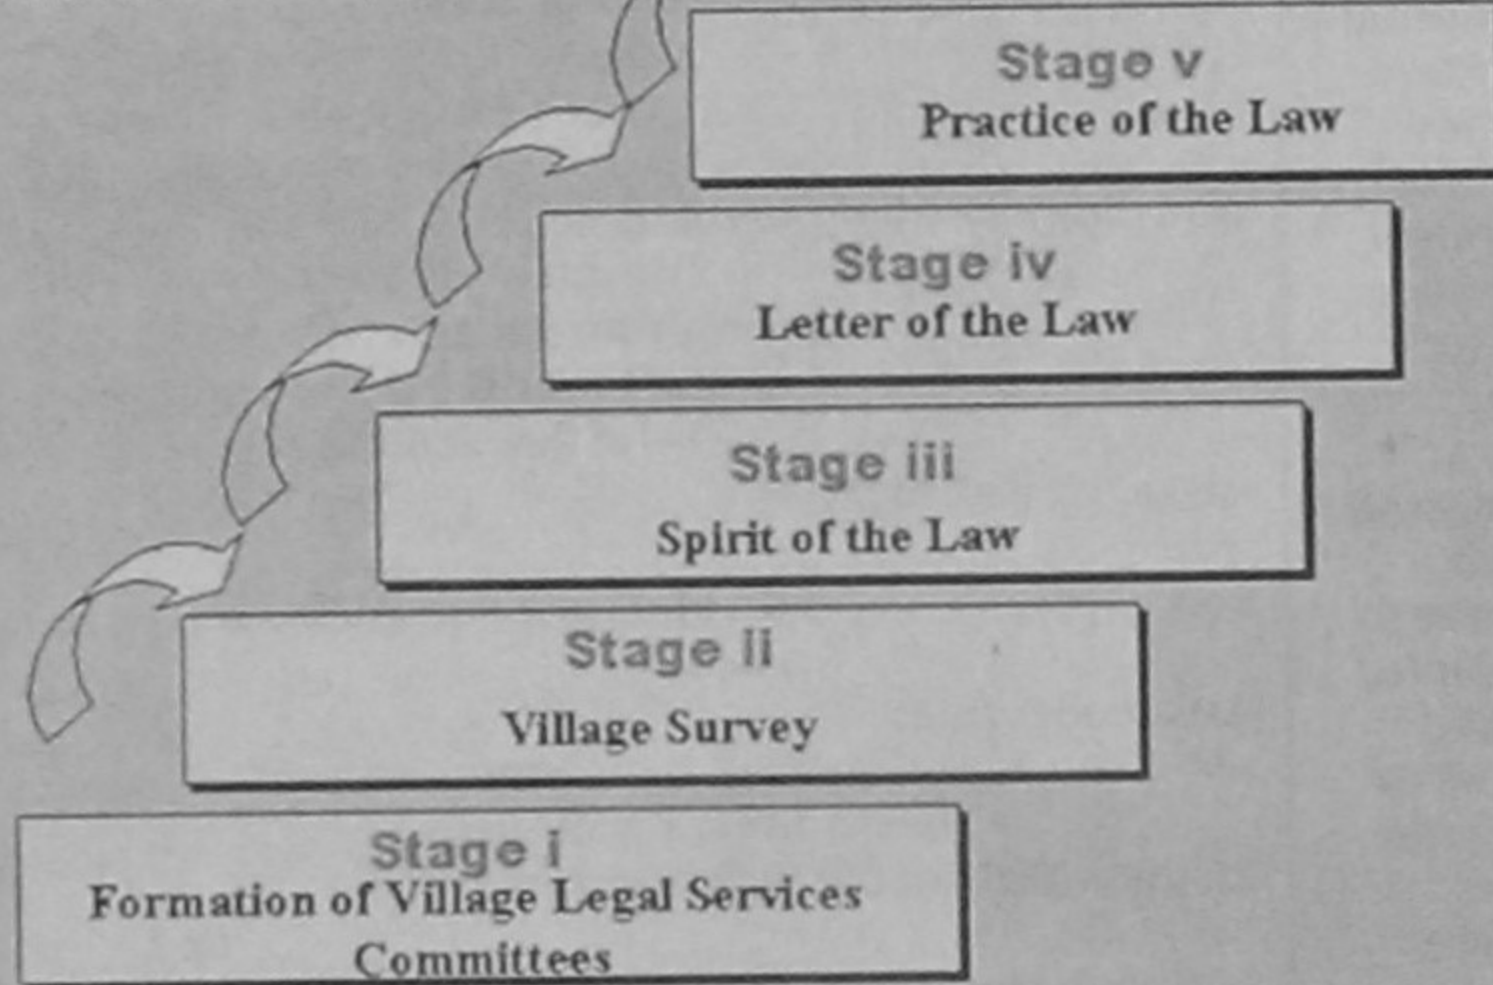 Stage v
Practice of the Law
Stage iv
Letter of the Law
Stage iii
Spirit of the Law
Stage ii
Village Survey
Stage i
Formation of Village Legal Services
Committees